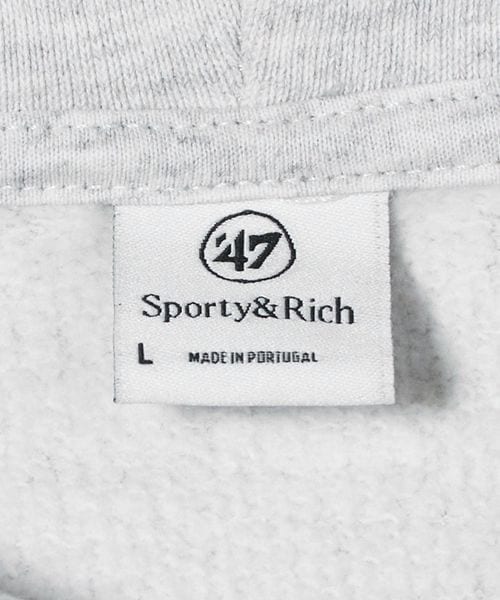 '47
Sporty&Rich
L MADE IN PORTUGAL